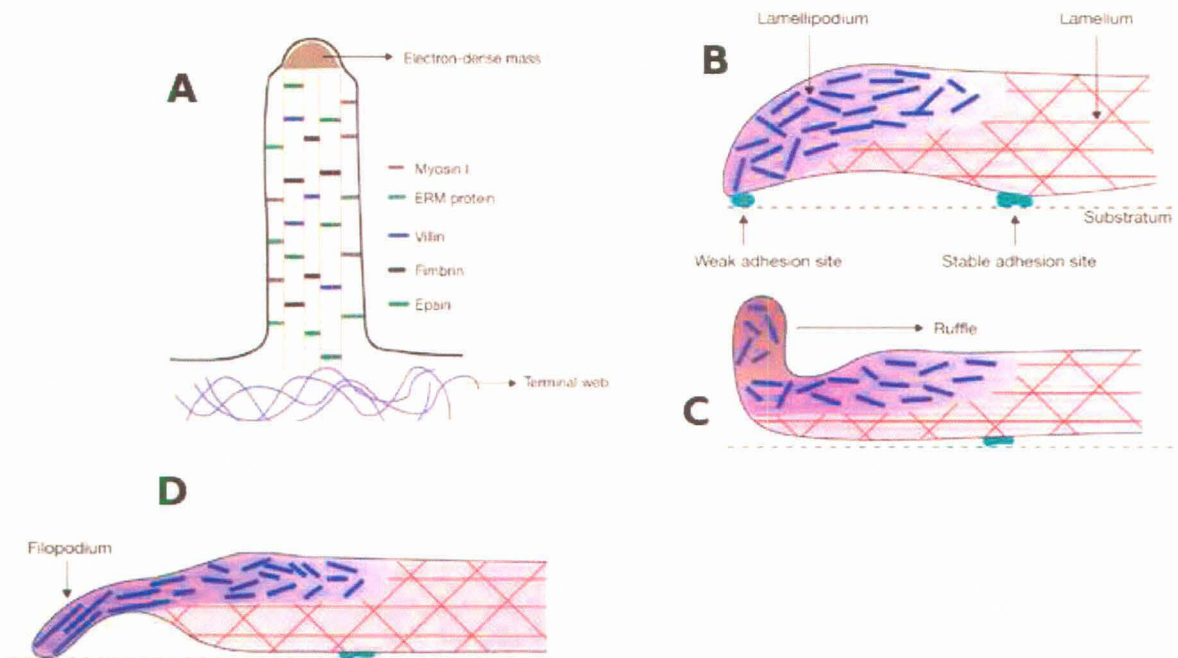 A
Electron-dense mass
Myosin I
ERM protein
Villin
Fimbrin
Epsin
Terminal web
B
Lamellipodium
Lamellum
Substratum
Weak adhesion site
Stable adhesion site
C
Ruffle
D
Filopodium